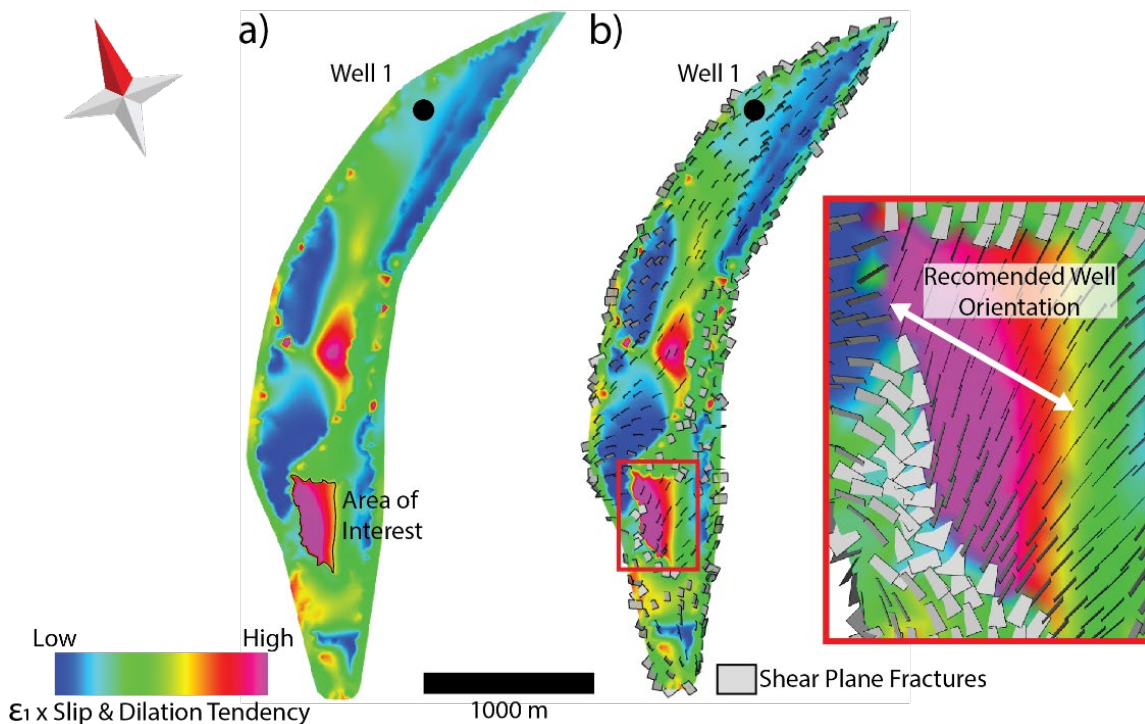 a)
b)
Well 1
Well 1
Recomended Well
Orientation
Area of
Interest
Low
High
ε1 x Slip & Dilation Tendency
1000 m
Shear Plane Fractures